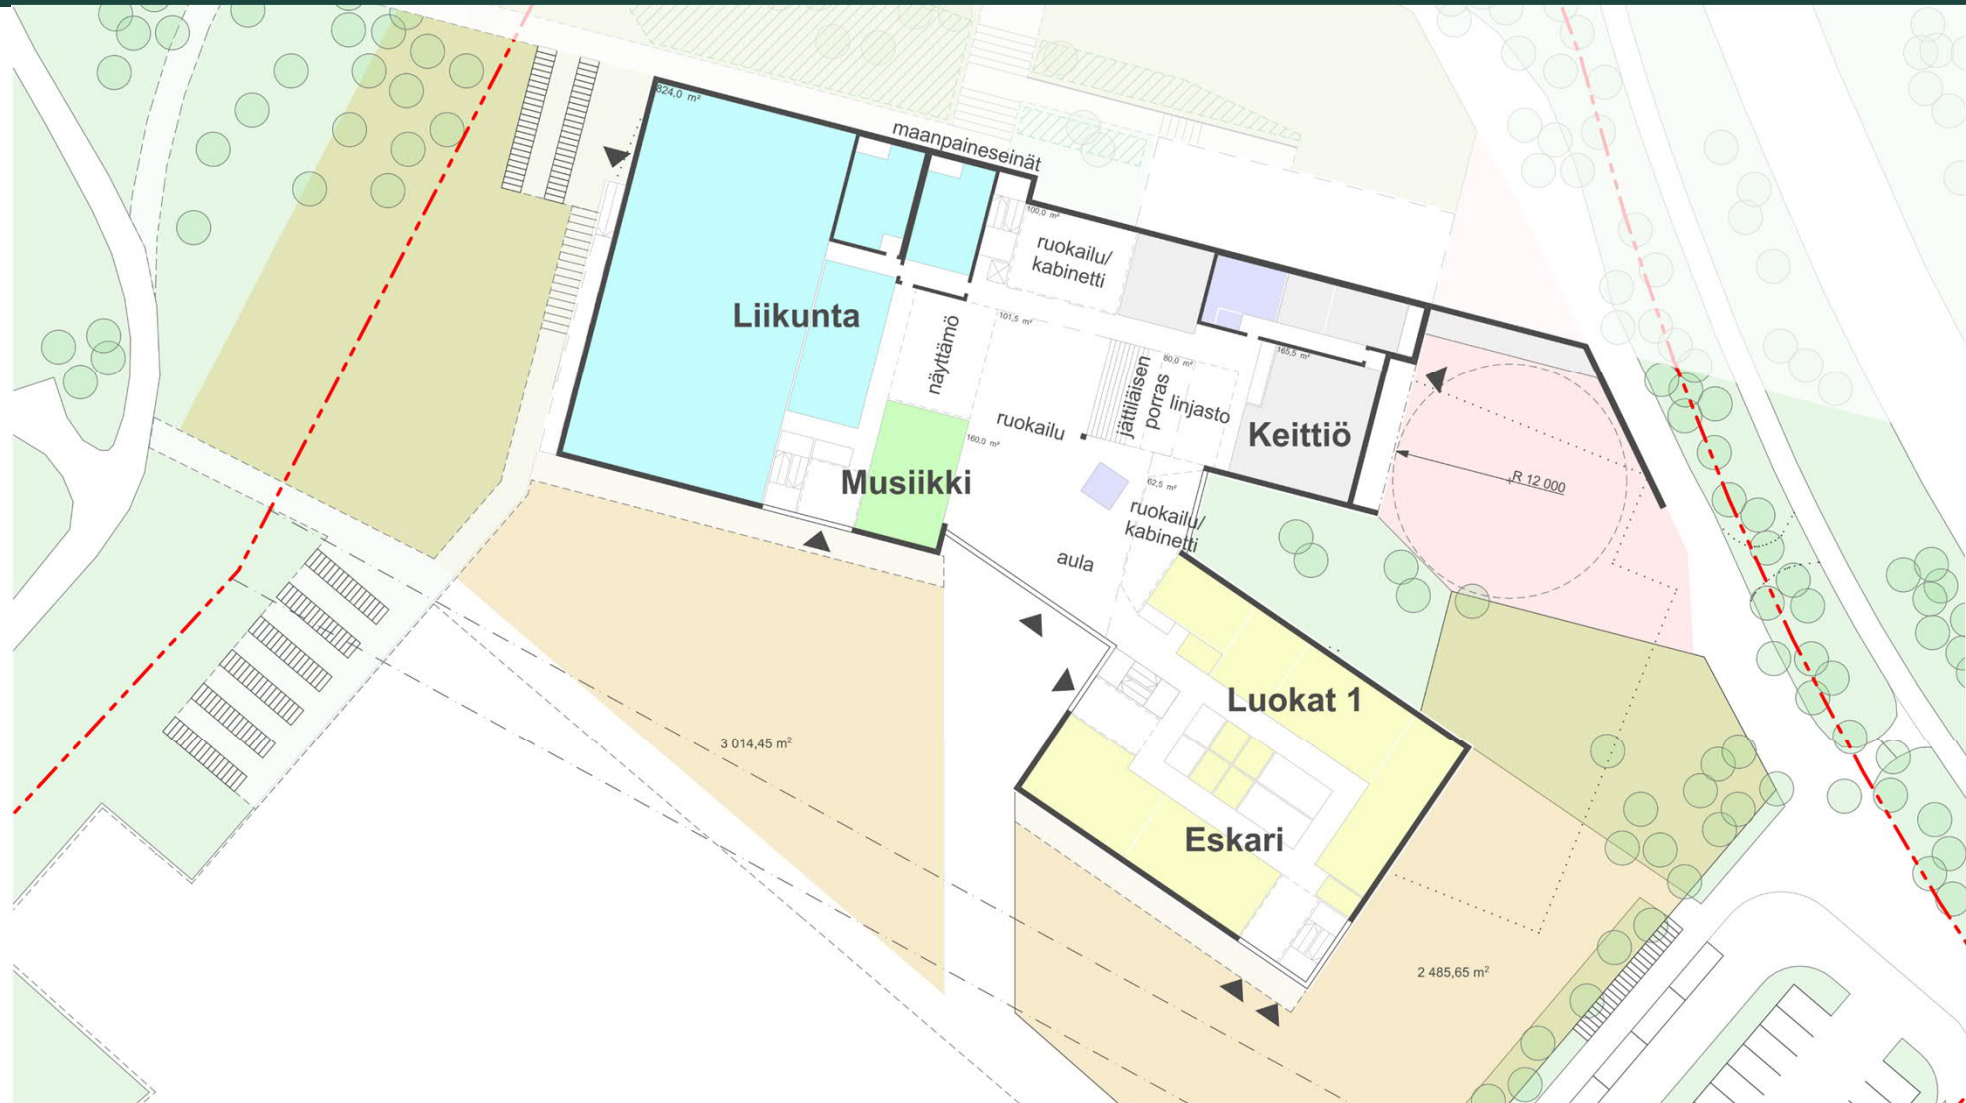 824,0 m²
maanpaineseinät
100,0 m²
ruokailu/
kabinetti
Liikunta
näyttämö
101,5 m²
jättiläisen
porras
60,0 m²
linjasto
165,5 m²
Keittiö
ruokailu
160,0 m²
Musiikki
62,5 m²
ruokailu/
kabinetti
aula
R 12 000
Luokat 1
Eskari
3 014,45 m²
2 485,65 m²